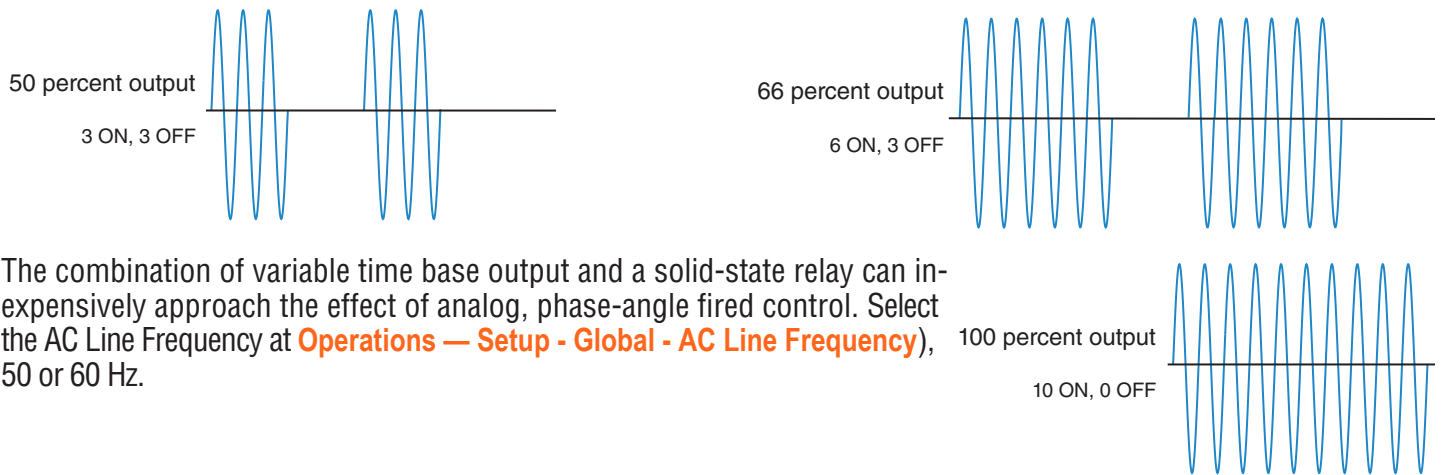 50 percent output
3 ON, 3 OFF
66 percent output
6 ON, 3 OFF
The combination of variable time base output and a solid-state relay can in-
expensively approach the effect of analog, phase-angle fired control. Select
the AC Line Frequency at Operations — Setup - Global - AC Line Frequency),
50 or 60 Hz.
100 percent output
10 ON, 0 OFF